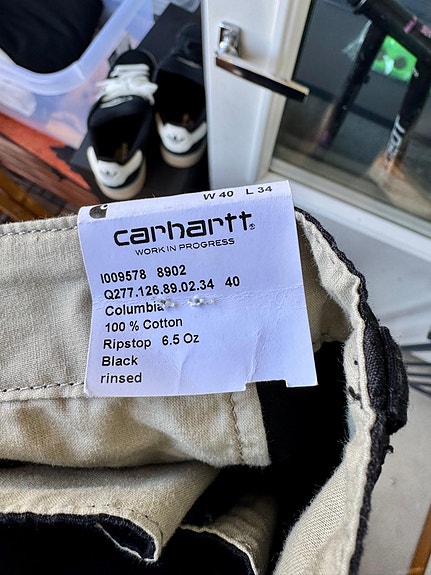 W 40 L 34
carhartt®
WORK IN PROGRESS
I009578 8902
Q277.126.89.02.34 40
Columbia
100 % Cotton
Ripstop 6.5 Oz
Black
rinsed